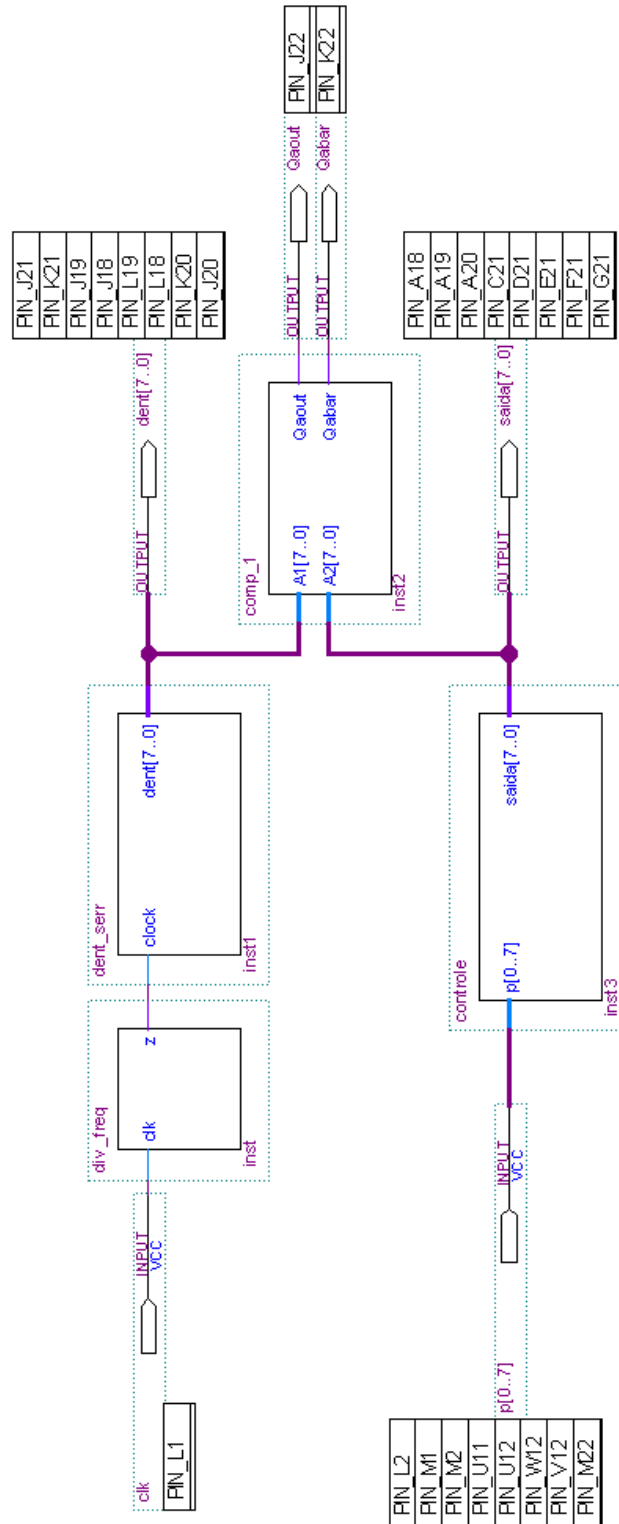 clk
PIN_L1
INPUT
VCC
div_freq
clk
z
inst
dent_serr
clock
dent[7..0]
inst1
OUTPUT
dent[7..0]
PIN_J21
PIN_K21
PIN_J19
PIN_J18
PIN_L19
PIN_L18
PIN_K20
PIN_J20
comp_1
A1[7..0]
Qaout
A2[7..0]
Qabar
inst2
OUTPUT
Qaout
PIN_J22
OUTPUT
Qabar
PIN_K22
p[0..7]
PIN_L2
PIN_M1
PIN_M2
PIN_U11
PIN_U12
PIN_W12
PIN_V12
PIN_M22
INPUT
VCC
controle
p[0..7]
saida[7..0]
inst3
OUTPUT
saida[7..0]
PIN_A18
PIN_A19
PIN_A20
PIN_C21
PIN_D21
PIN_E21
PIN_F21
PIN_G21